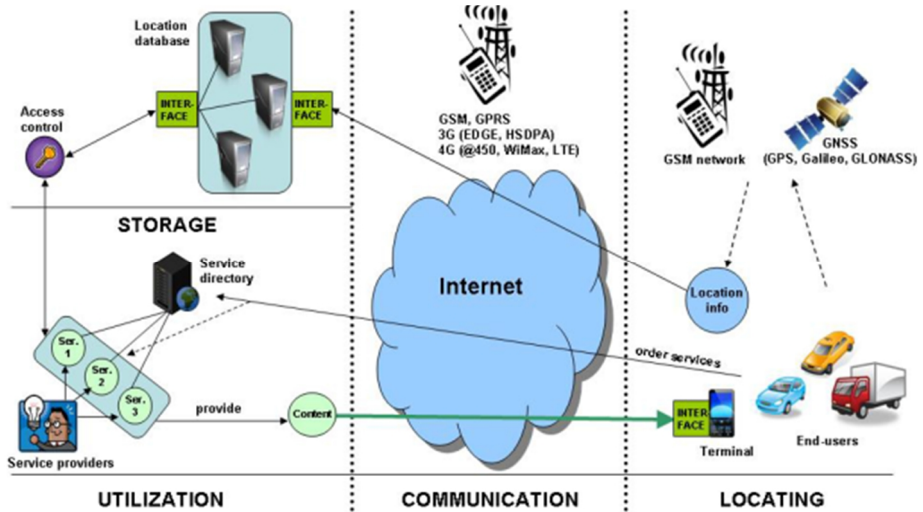 Location
database
INTER-
FACE
INTER-
FACE
Access
control
STORAGE
Service
directory
Ser.
1
Ser.
2
Ser.
3
Service providers
provide
Content
UTILIZATION
GSM, GPRS
3G (EDGE, HSDPA)
4G (@450, WiMax, LTE)
Internet
COMMUNICATION
GSM network
GNSS
(GPS, Galileo, GLONASS)
Location
info
order services
INTER
FACE
Terminal
End-users
LOCATING